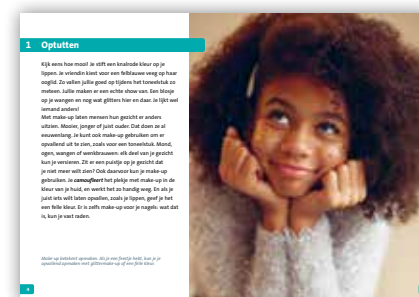 1 Optutten
Kijk eens hoe mooi! Je stift een knalrode kleur op je
lippen. Je vriendin kiest voor een felblauwe veeg op haar
ooglid. Zo vallen jullie goed op tijdens het toneelstuk zo
meteen. Jullie maken er een echte show van. Een blosje
op je wangen en nog wat glitters hier en daar. Je lijkt wel
iemand anders!
Met make-up laten mensen hun gezicht er anders
uitzien. Mooier, jonger of juist ouder. Dat doen ze al
eeuwenlang. Je kunt ook make-up gebruiken om er
opvallend uit te zien, zoals voor een toneelstuk. Mond,
ogen, wangen of wenkbrauwen: elk deel van je gezicht
kun je versieren. Zit er een puistje op je gezicht dat
je niet meer wilt zien? Ook daarvoor kun je make-up
gebruiken. Je camoufleert het plekje met make-up in de
kleur van je huid, en werkt het zo handig weg. En als je
juist iets wilt laten opvallen, zoals je lippen, geef je het
een felle kleur. Er is zelfs make-up voor je nagels: wat dat
is, kun je vast raden.
Make-up betekent opmaken. Als je een feestje hebt, kun je
opvallend opmaken met glittermake-up of een felle kleur.